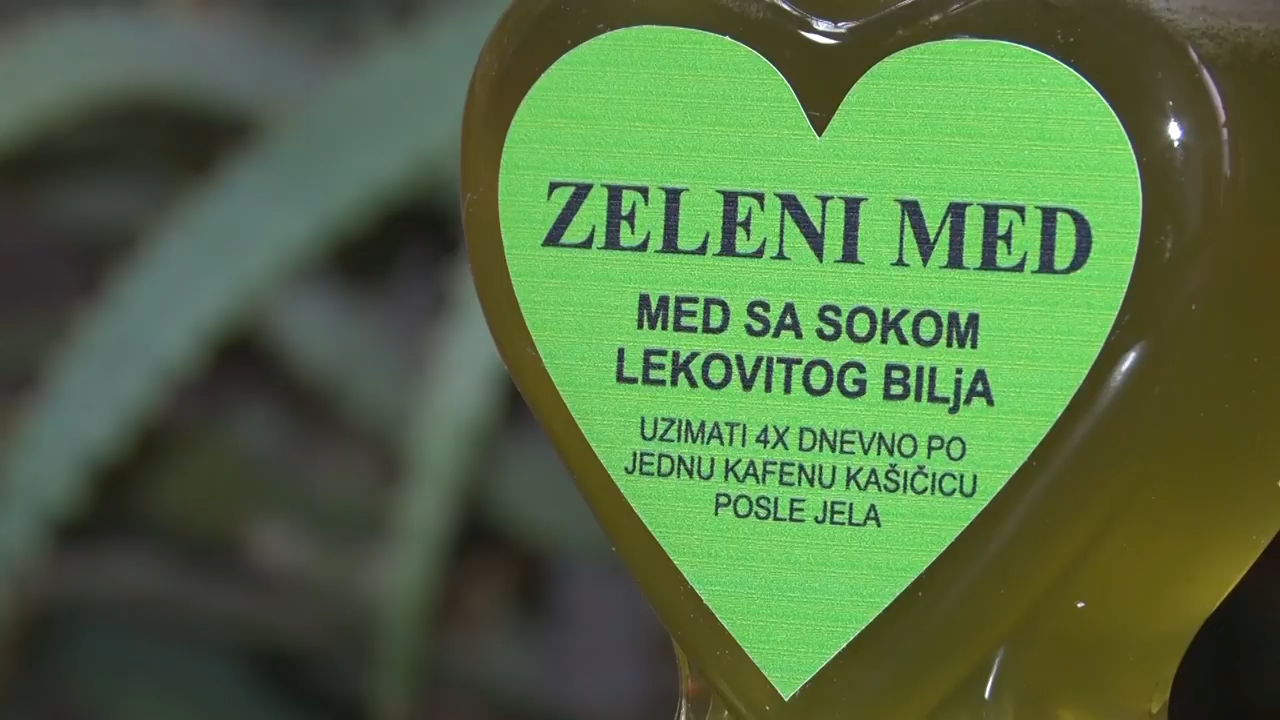 ZELENI MED
MED SA SOKOM
LEKOVITOG BILjA
UZIMATI 4X DNEVNO PO
JEDNU KAFENU KAŠIČICU
POSLE JELA